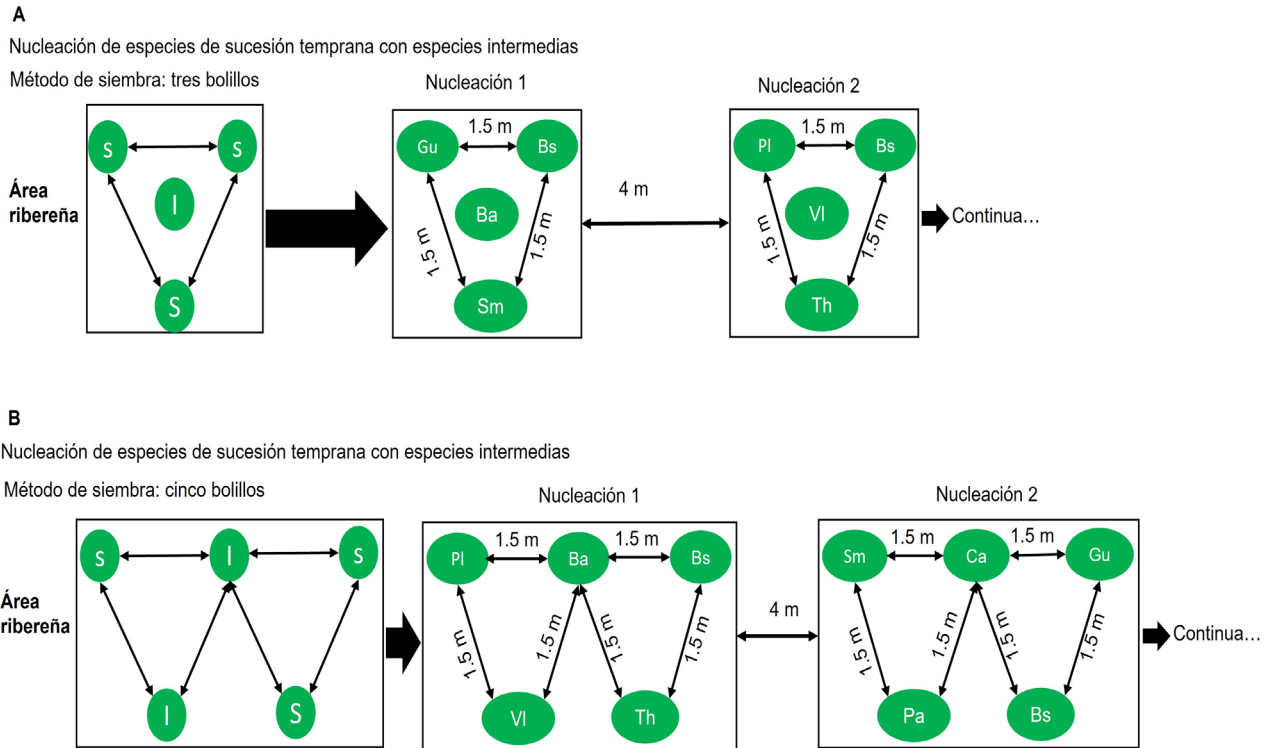 A
Nucleación de especies de sucesión temprana con especies intermedias
Método de siembra: tres bolillos
Nucleación 1
Nucleación 2
Área
ribereña
s
s
I
S
Gu
1.5 m
Bs
Ba
1.5 m
1.5 m
Sm
4 m
Pl
1.5 m
Bs
Vl
1.5 m
1.5 m
Th
Continua...
B
Nucleación de especies de sucesión temprana con especies intermedias
Método de siembra: cinco bolillos
Nucleación 1
Nucleación 2
Área
ribereña
s
I
s
I
S
Pl
1.5 m
Ba
1.5 m
Bs
1.5 m
1.5 m
1.5 m
1.5 m
Vl
Th
4 m
Sm
1.5 m
Ca
1.5 m
Gu
1.5 m
1.5 m
1.5 m
1.5 m
Pa
Bs
Continua...